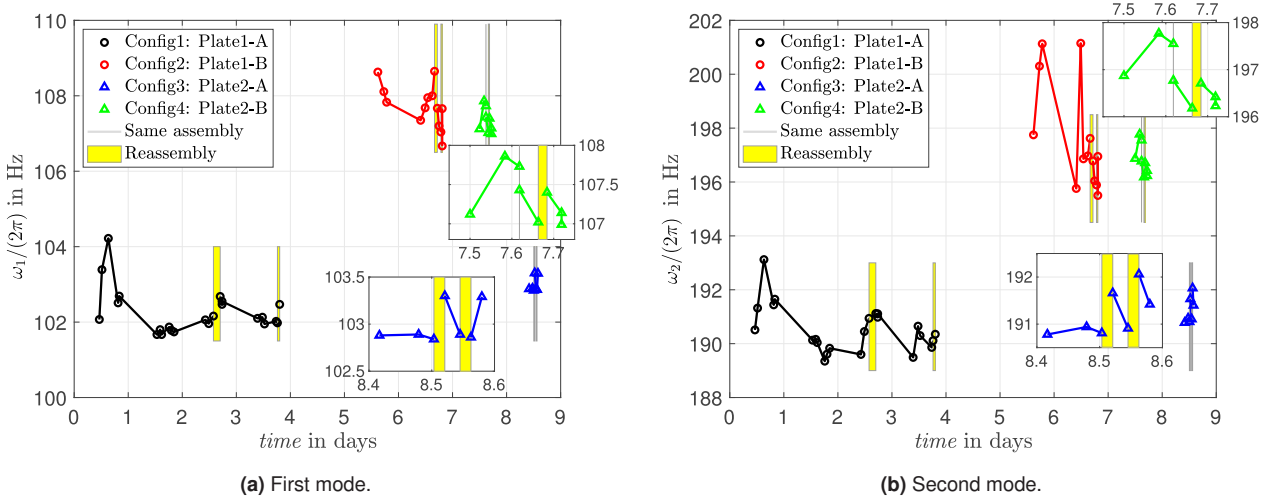 110
108
106
104
102
100
ω₁/(2π) in Hz
Config1: Plate1-A
Config2: Plate1-B
Config3: Plate2-A
Config4: Plate2-B
Same assembly
Reassembly
108
107.5
107
7.5 7.6 7.7
103.5
103
102.5
8.4 8.5 8.6
0 1 2 3 4 5 6 7 8 9
time in days
(a) First mode.
202
200
198
196
194
193
192
190
188
ω₂/(2π) in Hz
Config1: Plate1-A
Config2: Plate1-B
Config3: Plate2-A
Config4: Plate2-B
Same assembly
Reassembly
7.5 7.6 7.7
198
197
196
192
191
8.4 8.5 8.6
0 1 2 3 4 5 6 7 8 9
time in days
(b) Second mode.